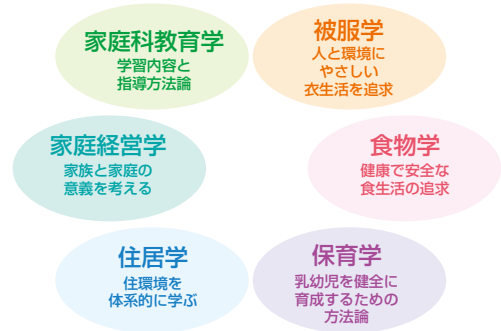 家庭科教育学
学習内容と
指導方法論
被服学
人と環境に
やさしい
衣生活を追求
家庭経営学
家族と家庭の
意義を考える
食物学
健康で安全な
食生活の追求
住居学
住環境を
体系的に学ぶ
保育学
乳幼児を健全に
育成するための
方法論